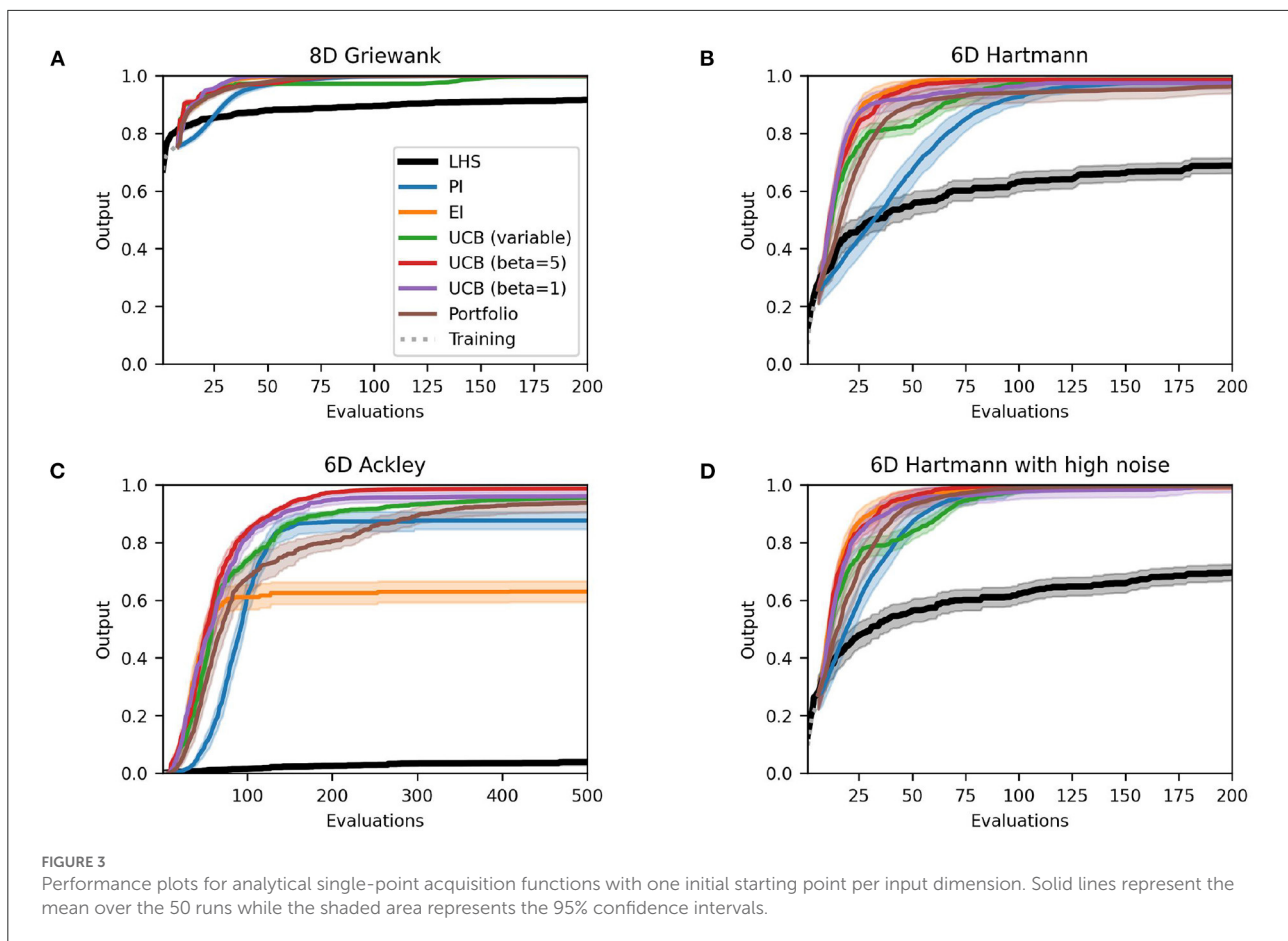 A
8D Griewank
1.0
0.8
0.6
0.4
0.2
0.0
Output
25 50 75 100 125 150 175 200
Evaluations
LHS
PI
EI
UCB (variable)
UCB (beta=5)
UCB (beta=1)
Portfolio
Training
B
6D Hartmann
1.0
0.8
0.6
0.4
0.2
0.0
Output
25 50 75 100 125 150 175 200
Evaluations
C
6D Ackley
1.0
0.8
0.6
0.4
0.2
0.0
Output
100 200 300 400 500
Evaluations
D
6D Hartmann with high noise
1.0
0.8
0.6
0.4
0.2
0.0
Output
25 50 75 100 125 150 175 200
Evaluations
FIGURE 3
Performance plots for analytical single-point acquisition functions with one initial starting point per input dimension. Solid lines represent the
mean over the 50 runs while the shaded area represents the 95% confidence intervals.